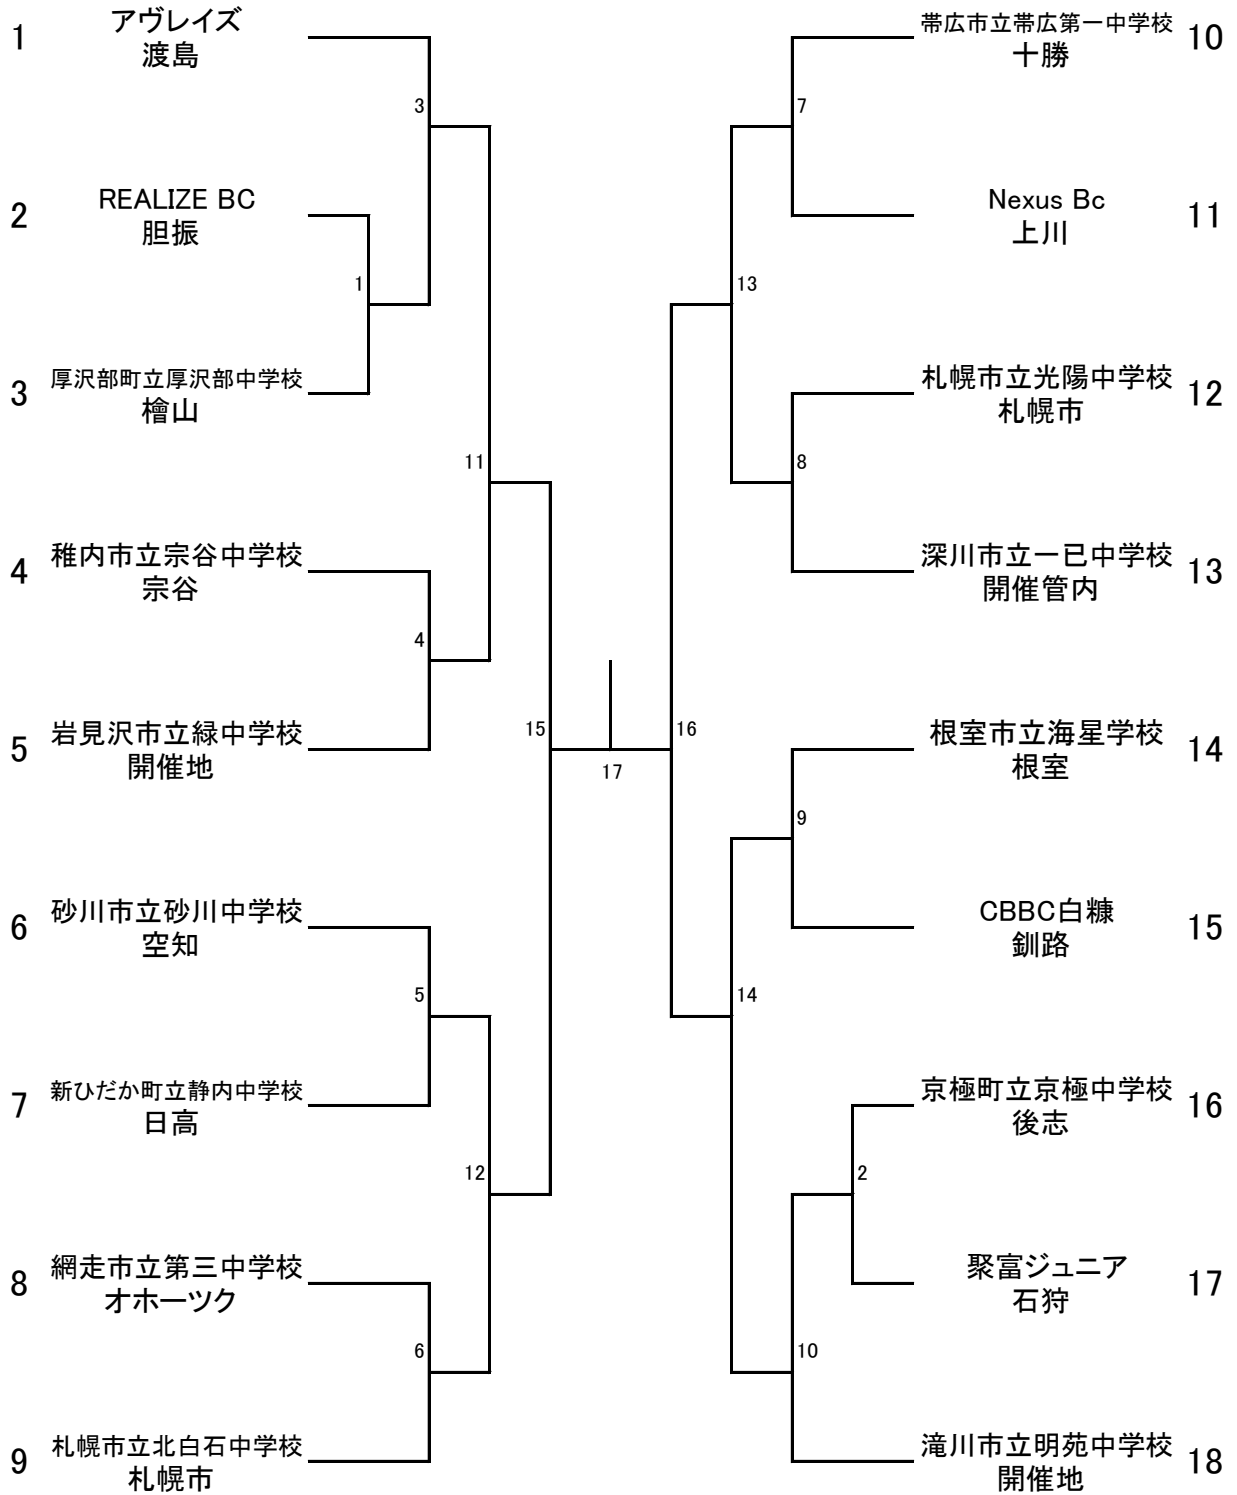 1
アヴレイズ
渡島
2
REALIZE BC
胆振
3
厚沢部町立厚沢部中学校
檜山
4
稚内市立宗谷中学校
宗谷
5
岩見沢市立緑中学校
開催地
6
砂川市立砂川中学校
空知
7
新ひだか町立静内中学校
日高
8
網走市立第三中学校
オホーツク
9
札幌市立北白石中学校
札幌市
3
1
11
4
15
5
12
6
17
7
13
8
16
9
14
2
10
帯広市立帯広第一中学校
十勝
10
Nexus Bc
上川
11
札幌市立光陽中学校
札幌市
12
深川市立一已中学校
開催管内
13
根室市立海星学校
根室
14
CBBC白糠
釧路
15
京極町立京極中学校
後志
16
聚富ジュニア
石狩
17
滝川市立明苑中学校
開催地
18